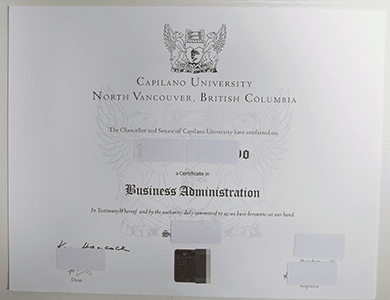 CAPILANO UNIVERSITY
NORTH VANCOUVER, BRITISH COLUMBIA
The Chancellor and Senate of Capilano University have conferred on
a Certificate in
Business Administration
In Testimony Whereof, and by the authority duly committed to us we have hereunto set our hand
Dean